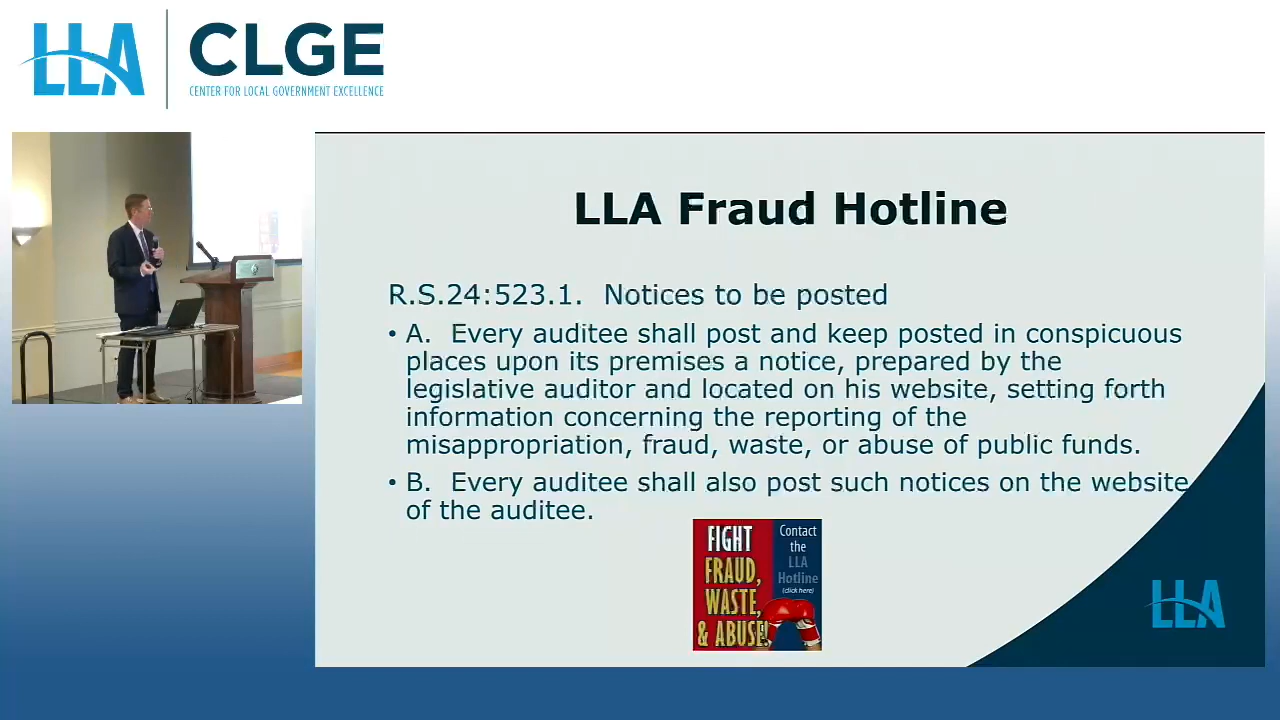 LLA
CLGE
CENTER FOR LOCAL GOVERNMENT EXCELLENCE
LLA Fraud Hotline
R.S.24:523.1. Notices to be posted
• A. Every auditee shall post and keep posted in conspicuous
places upon its premises a notice, prepared by the
legislative auditor and located on his website, setting forth
information concerning the reporting of the
misappropriation, fraud, waste, or abuse of public funds.
• B. Every auditee shall also post such notices on the website
of the auditee.
FIGHT
FRAUD,
WASTE,
& ABUSE!
Contact
the
LLA
Hotline
(click here)
LLA